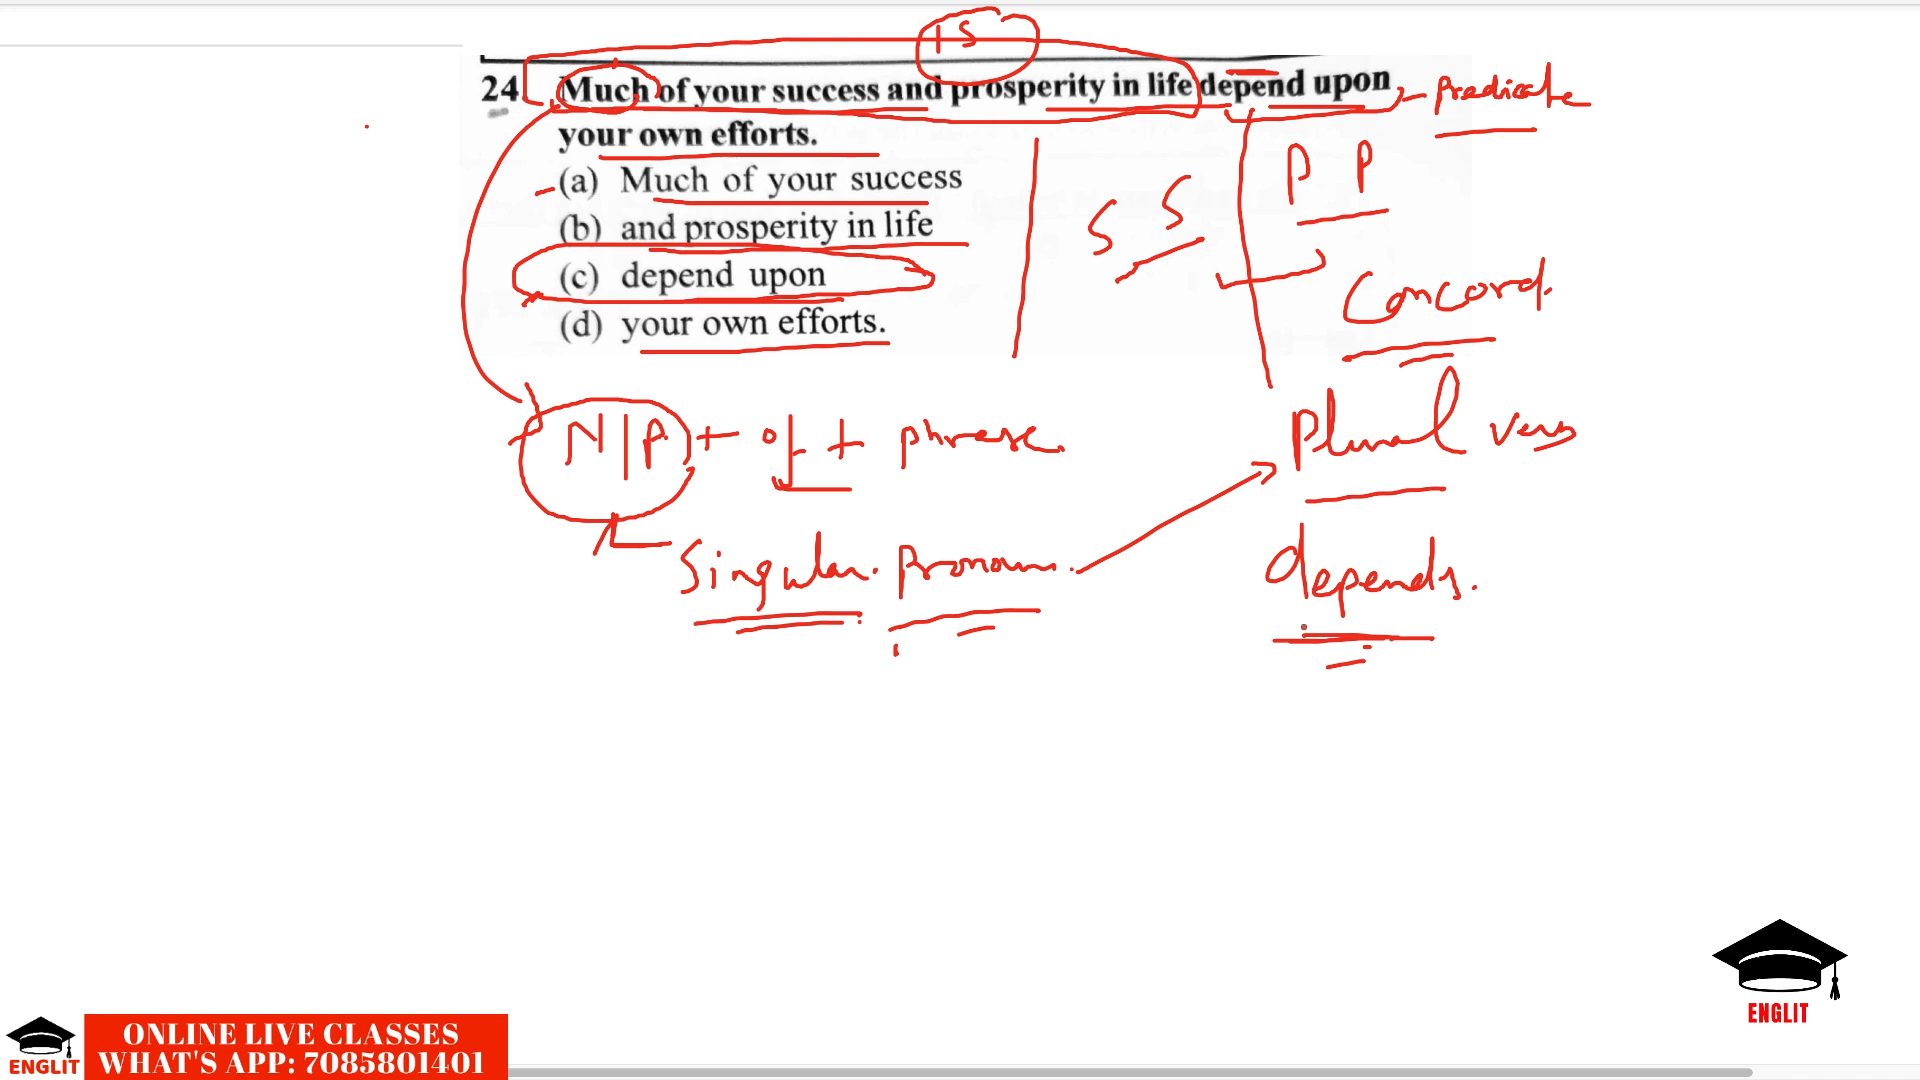 IS
24. Much of your success and prosperity in life depend upon
your own efforts.
(a) Much of your success
(b) and prosperity in life
(c) depend upon
(d) your own efforts.
Predicate
S S
P P
Concord.
N/P + of + phrase.
Plural Verb
Singular. Pronoun.
depends.
ENGLIT
ENGLIT
ONLINE LIVE CLASSES
WHAT'S APP: 7085801401